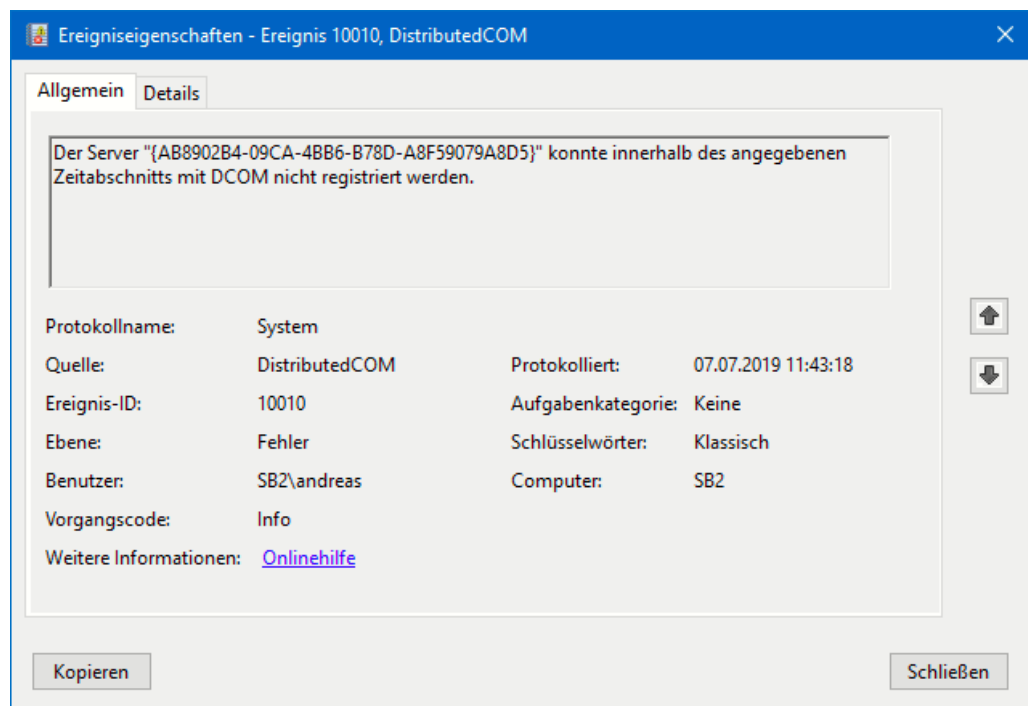 Ereigniseigenschaften - Ereignis 10010, DistributedCOM
Allgemein Details
Der Server "{AB8902B4-09CA-4BB6-B78D-A8F59079A8D5}" konnte innerhalb des angegebenen
Zeitabschnitts mit DCOM nicht registriert werden.
Protokollname: System
Quelle: DistributedCOM Protokolliert: 07.07.2019 11:43:18
Ereignis-ID: 10010 Aufgabenkategorie: Keine
Ebene: Fehler Schlüsselwörter: Klassisch
Benutzer: SB2\andreas Computer: SB2
Vorgangscode: Info
Weitere Informationen: Onlinehilfe
Kopieren Schließen